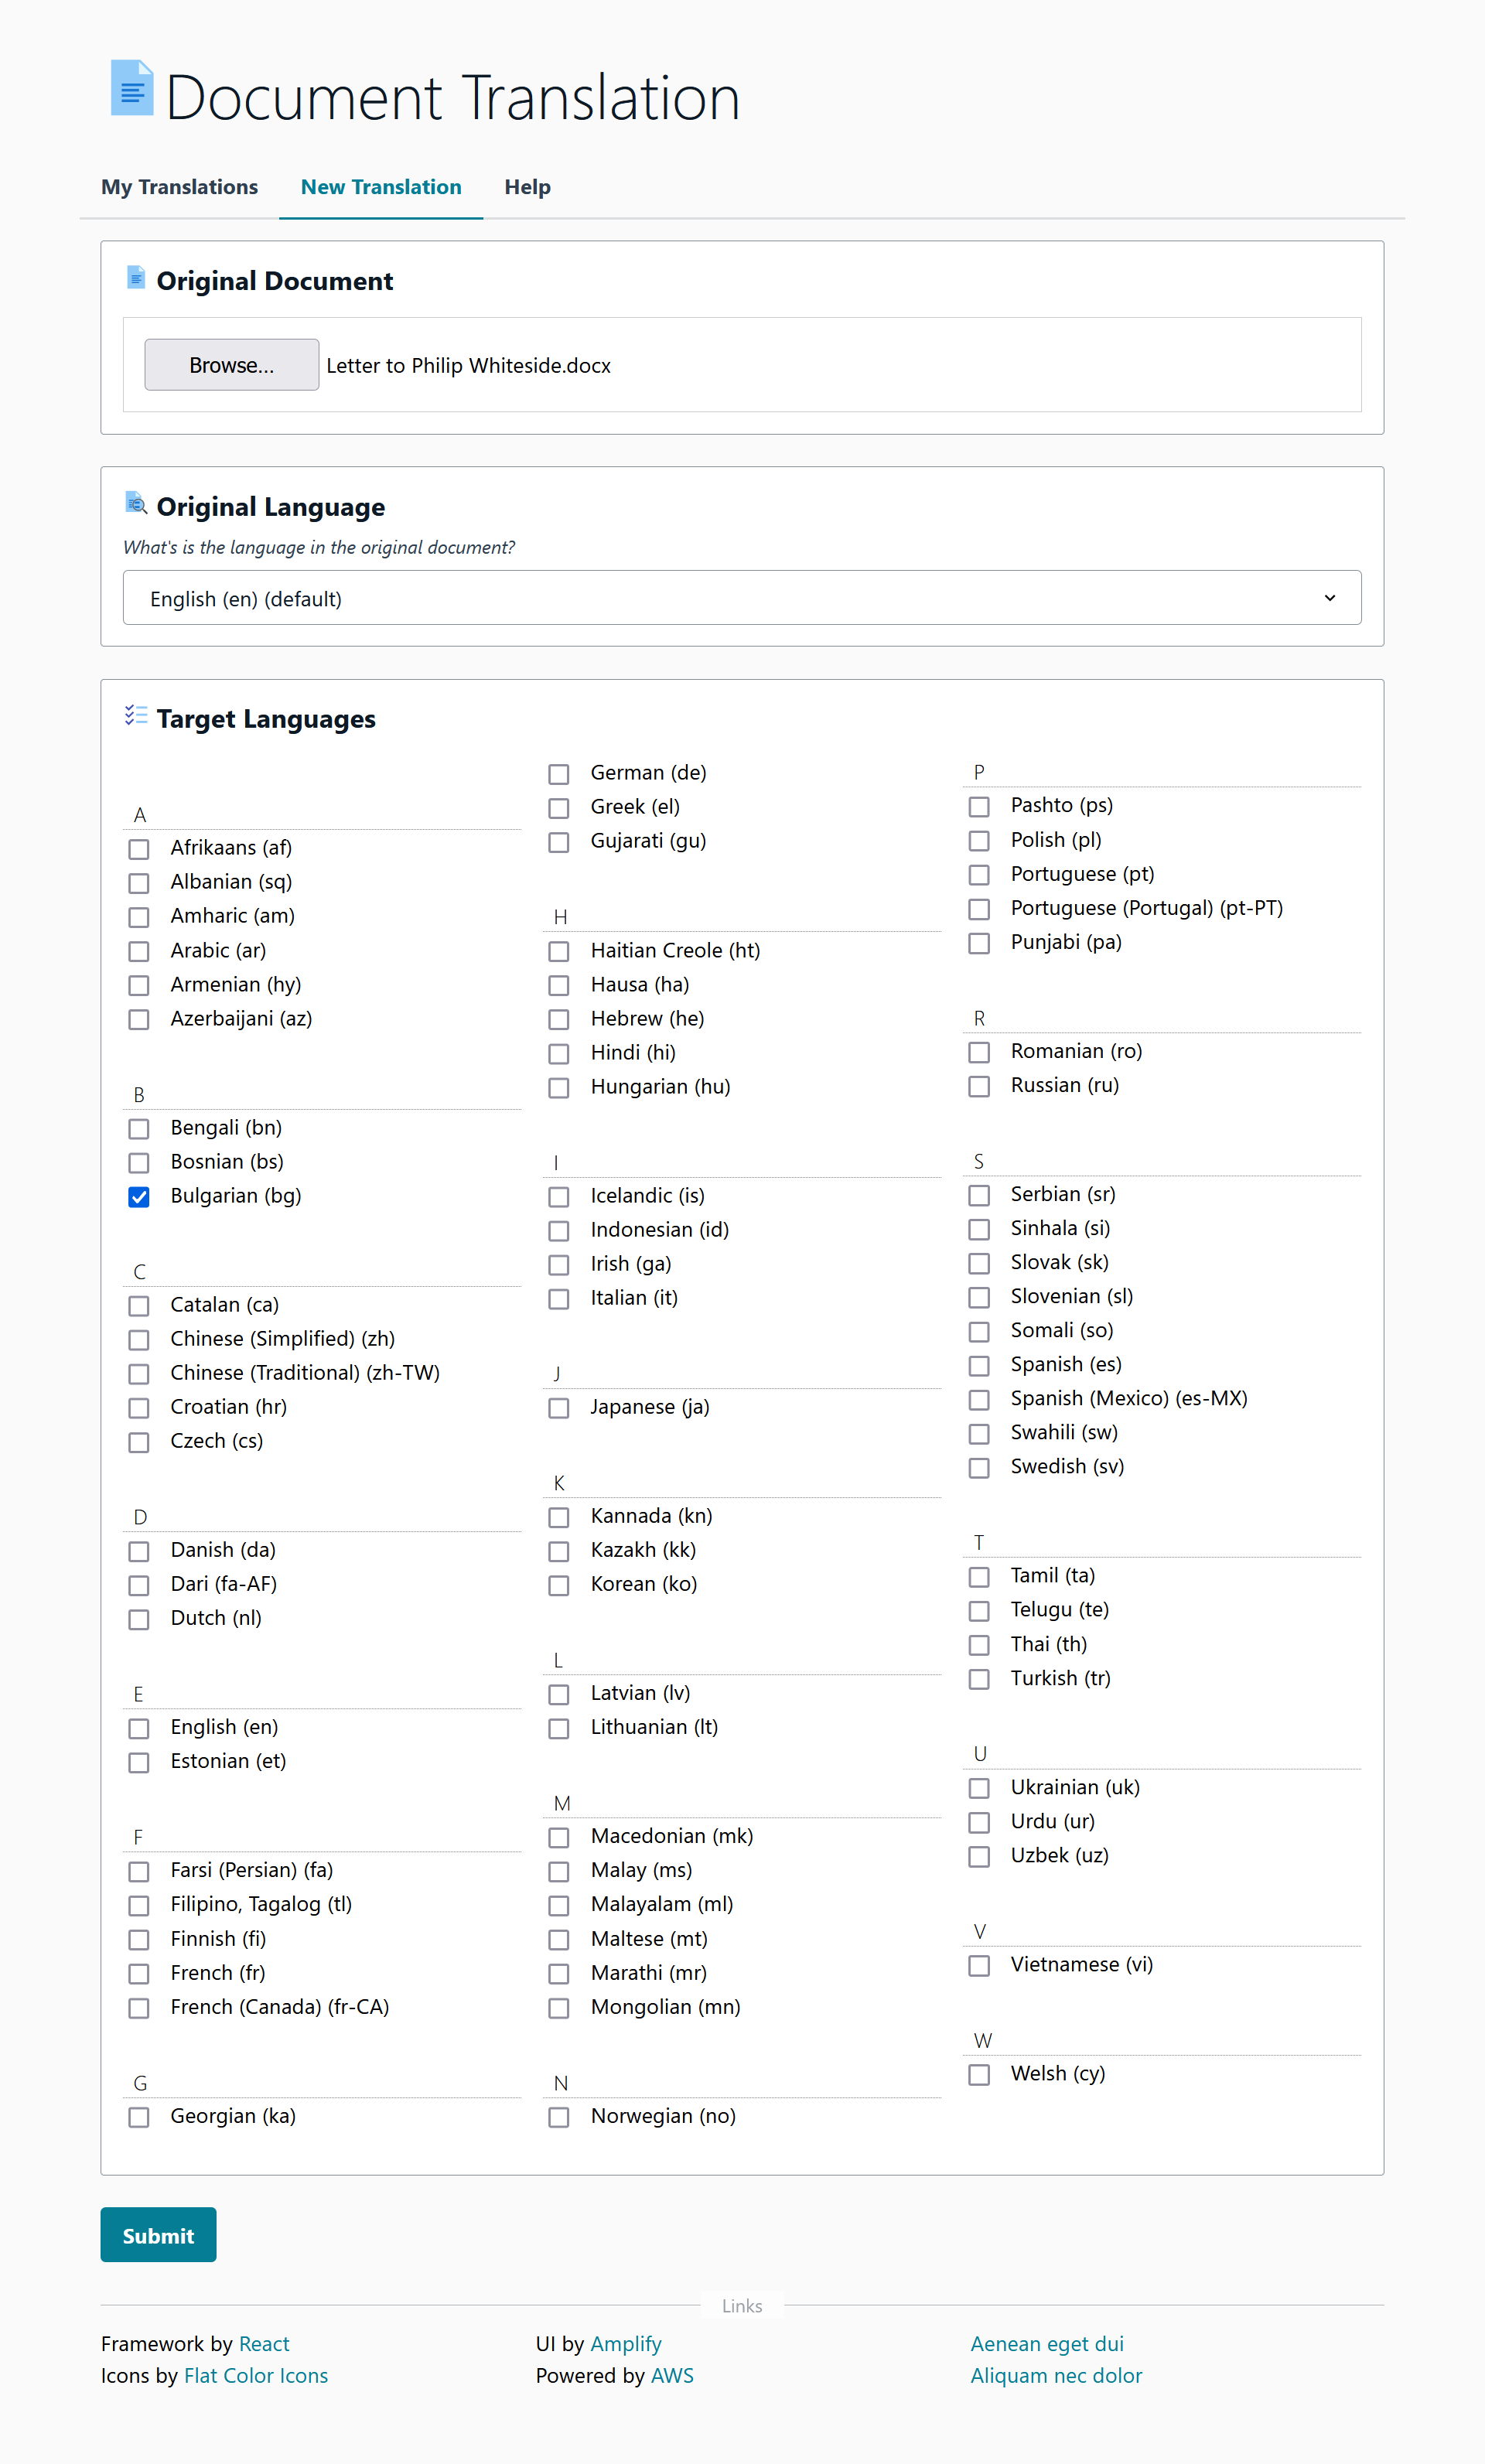 Document Translation
My Translations
New Translation
Help
Original Document
Browse...
Letter to Philip Whiteside.docx
Original Language
What's is the language in the original document?
English (en) (default)
Target Languages
A
Afrikaans (af)
Albanian (sq)
Amharic (am)
Arabic (ar)
Armenian (hy)
Azerbaijani (az)
B
Bengali (bn)
Bosnian (bs)
Bulgarian (bg)
C
Catalan (ca)
Chinese (Simplified) (zh)
Chinese (Traditional) (zh-TW)
Croatian (hr)
Czech (cs)
D
Danish (da)
Dari (fa-AF)
Dutch (nl)
E
English (en)
Estonian (et)
F
Farsi (Persian) (fa)
Filipino, Tagalog (tl)
Finnish (fi)
French (fr)
French (Canada) (fr-CA)
G
Georgian (ka)
German (de)
Greek (el)
Gujarati (gu)
H
Haitian Creole (ht)
Hausa (ha)
Hebrew (he)
Hindi (hi)
Hungarian (hu)
I
Icelandic (is)
Indonesian (id)
Irish (ga)
Italian (it)
J
Japanese (ja)
K
Kannada (kn)
Kazakh (kk)
Korean (ko)
L
Latvian (lv)
Lithuanian (lt)
M
Macedonian (mk)
Malay (ms)
Malayalam (ml)
Maltese (mt)
Marathi (mr)
Mongolian (mn)
N
Norwegian (no)
P
Pashto (ps)
Polish (pl)
Portuguese (pt)
Portuguese (Portugal) (pt-PT)
Punjabi (pa)
R
Romanian (ro)
Russian (ru)
S
Serbian (sr)
Sinhala (si)
Slovak (sk)
Slovenian (sl)
Somali (so)
Spanish (es)
Spanish (Mexico) (es-MX)
Swahili (sw)
Swedish (sv)
T
Tamil (ta)
Telugu (te)
Thai (th)
Turkish (tr)
U
Ukrainian (uk)
Urdu (ur)
Uzbek (uz)
V
Vietnamese (vi)
W
Welsh (cy)
Submit
Links
Framework by React
Icons by Flat Color Icons
UI by Amplify
Powered by AWS
Aenean eget dui
Aliquam nec dolor